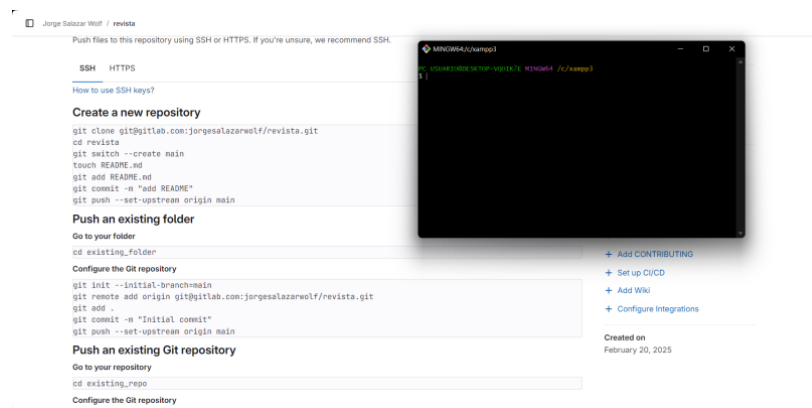 Jorge Salazar Wolf / revista
Push files to this repository using SSH or HTTPS. If you're unsure, we recommend SSH.
SSH HTTPS
How to use SSH keys?
Create a new repository
git clone git@gitlab.com:jorgesalazarwolf/revista.git
cd revista
git switch --create main
touch README.md
git add README.md
git commit -m "add README"
git push --set-upstream origin main
Push an existing folder
Go to your folder
cd existing_folder
Configure the Git repository
git init --initial-branch=main
git remote add origin git@gitlab.com:jorgesalazarwolf/revista.git
git add .
git commit -m "Initial commit"
git push --set-upstream origin main
Push an existing Git repository
Go to your repository
cd existing_repo
Configure the Git repository
MINGW64:/c/xampp3
PC USUARIO@DESKTOP- MINGW64 /c/xampp3
$
+ Add CONTRIBUTING
+ Set up CI/CD
+ Add Wiki
+ Configure Integrations
Created on
February 20, 2025